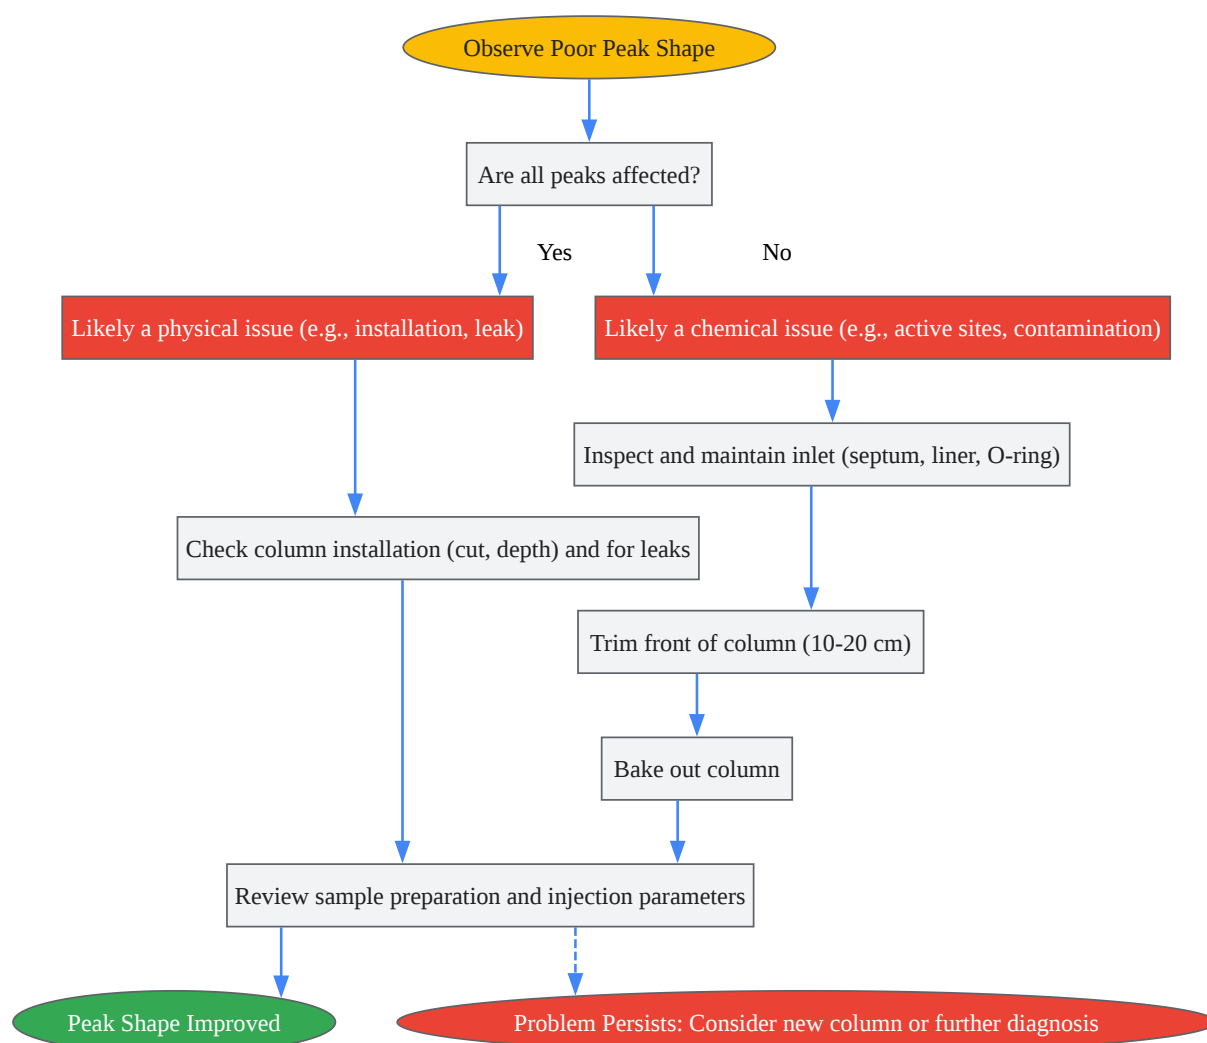 Observe Poor Peak Shape
Are all peaks affected?
Yes
No
Likely a physical issue (e.g., installation, leak)
Likely a chemical issue (e.g., active sites, contamination)
Inspect and maintain inlet (septum, liner, O-ring)
Check column installation (cut, depth) and for leaks
Trim front of column (10-20 cm)
Bake out column
Review sample preparation and injection parameters
Peak Shape Improved
Problem Persists: Consider new column or further diagnosis